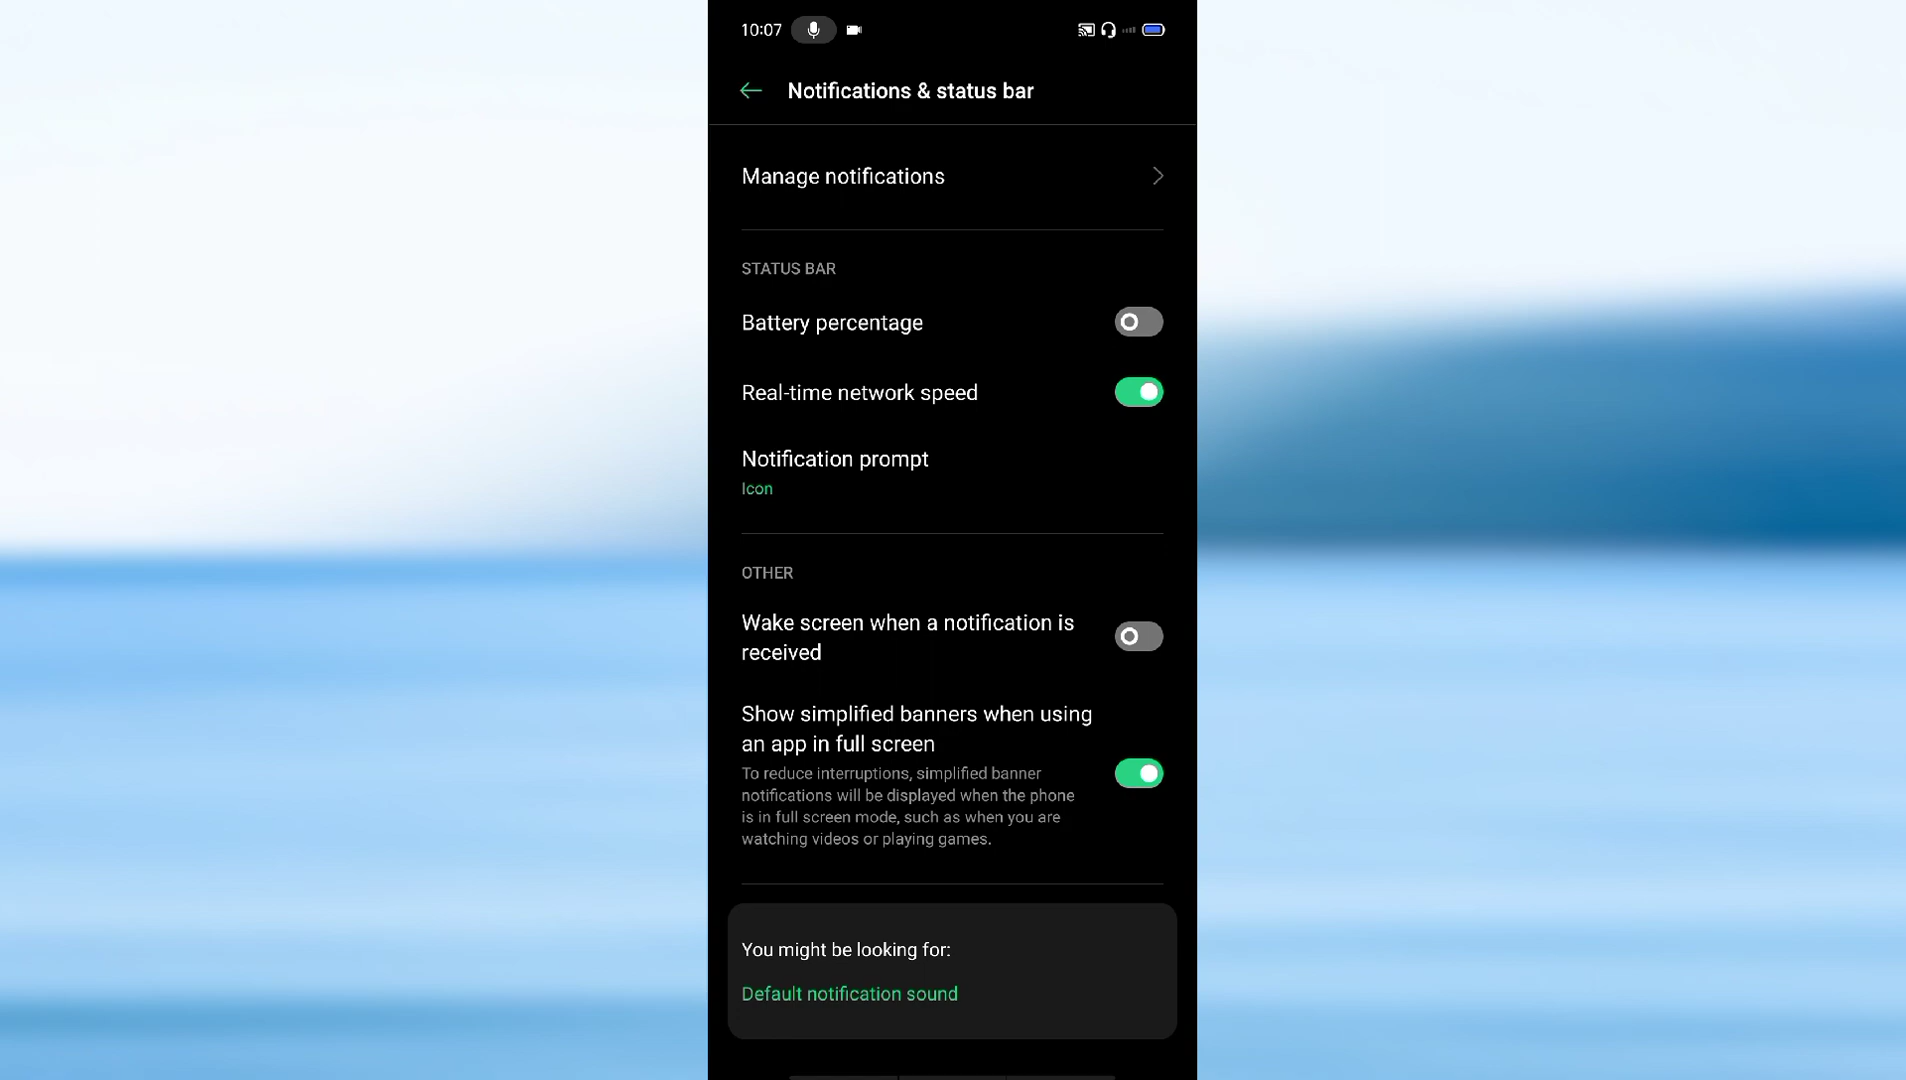 10:07
Notifications & status bar
Manage notifications
STATUS BAR
Battery percentage
Real-time network speed
Notification prompt
Icon
OTHER
Wake screen when a notification is
received
Show simplified banners when using
an app in full screen
To reduce interruptions, simplified banner
notifications will be displayed when the phone
is in full screen mode, such as when you are
watching videos or playing games.
You might be looking for:
Default notification sound